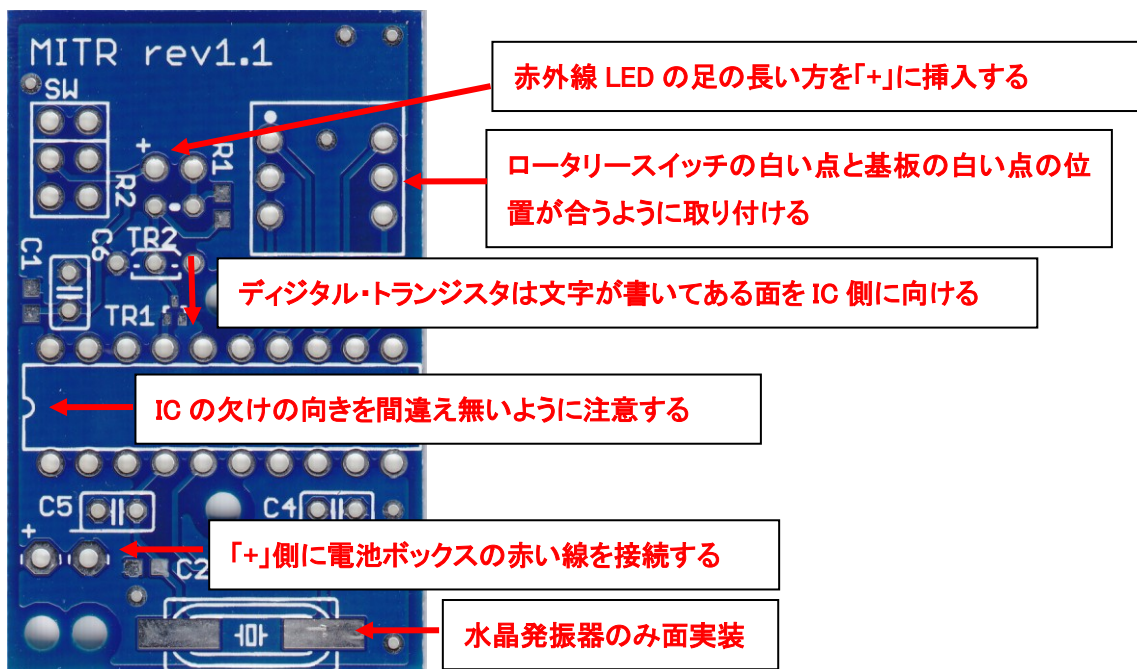 MITR rev1.1
SW
赤外線 LED の足の長い方を「+」に挿入する
+
R1
ロータリースイッチの白い点と基板の白い点の位
置が合うように取り付ける
R2
C6
TR2
C1
ディジタル・トランジスタは文字が書いてある面を IC 側に向ける
TR1
IC の欠けの向きを間違え無いように注意する
C5
C4
+
「+」側に電池ボックスの赤い線を接続する
C2
水晶発振器のみ面実装